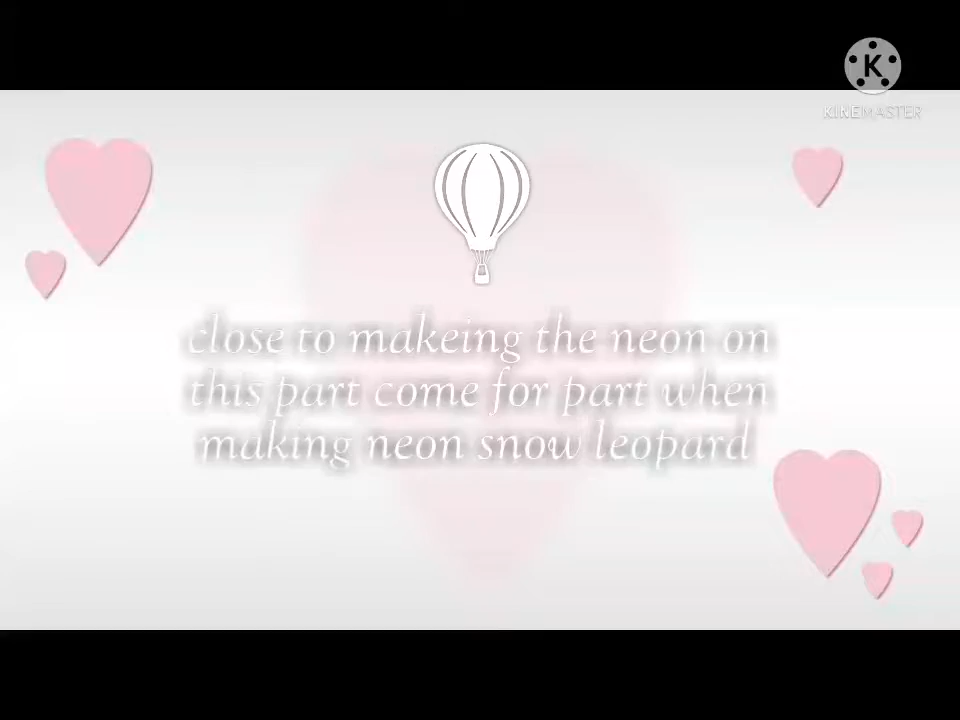 K
KINEMASTER
close to makeing the neon on
this part come for part when
making neon snow leopard